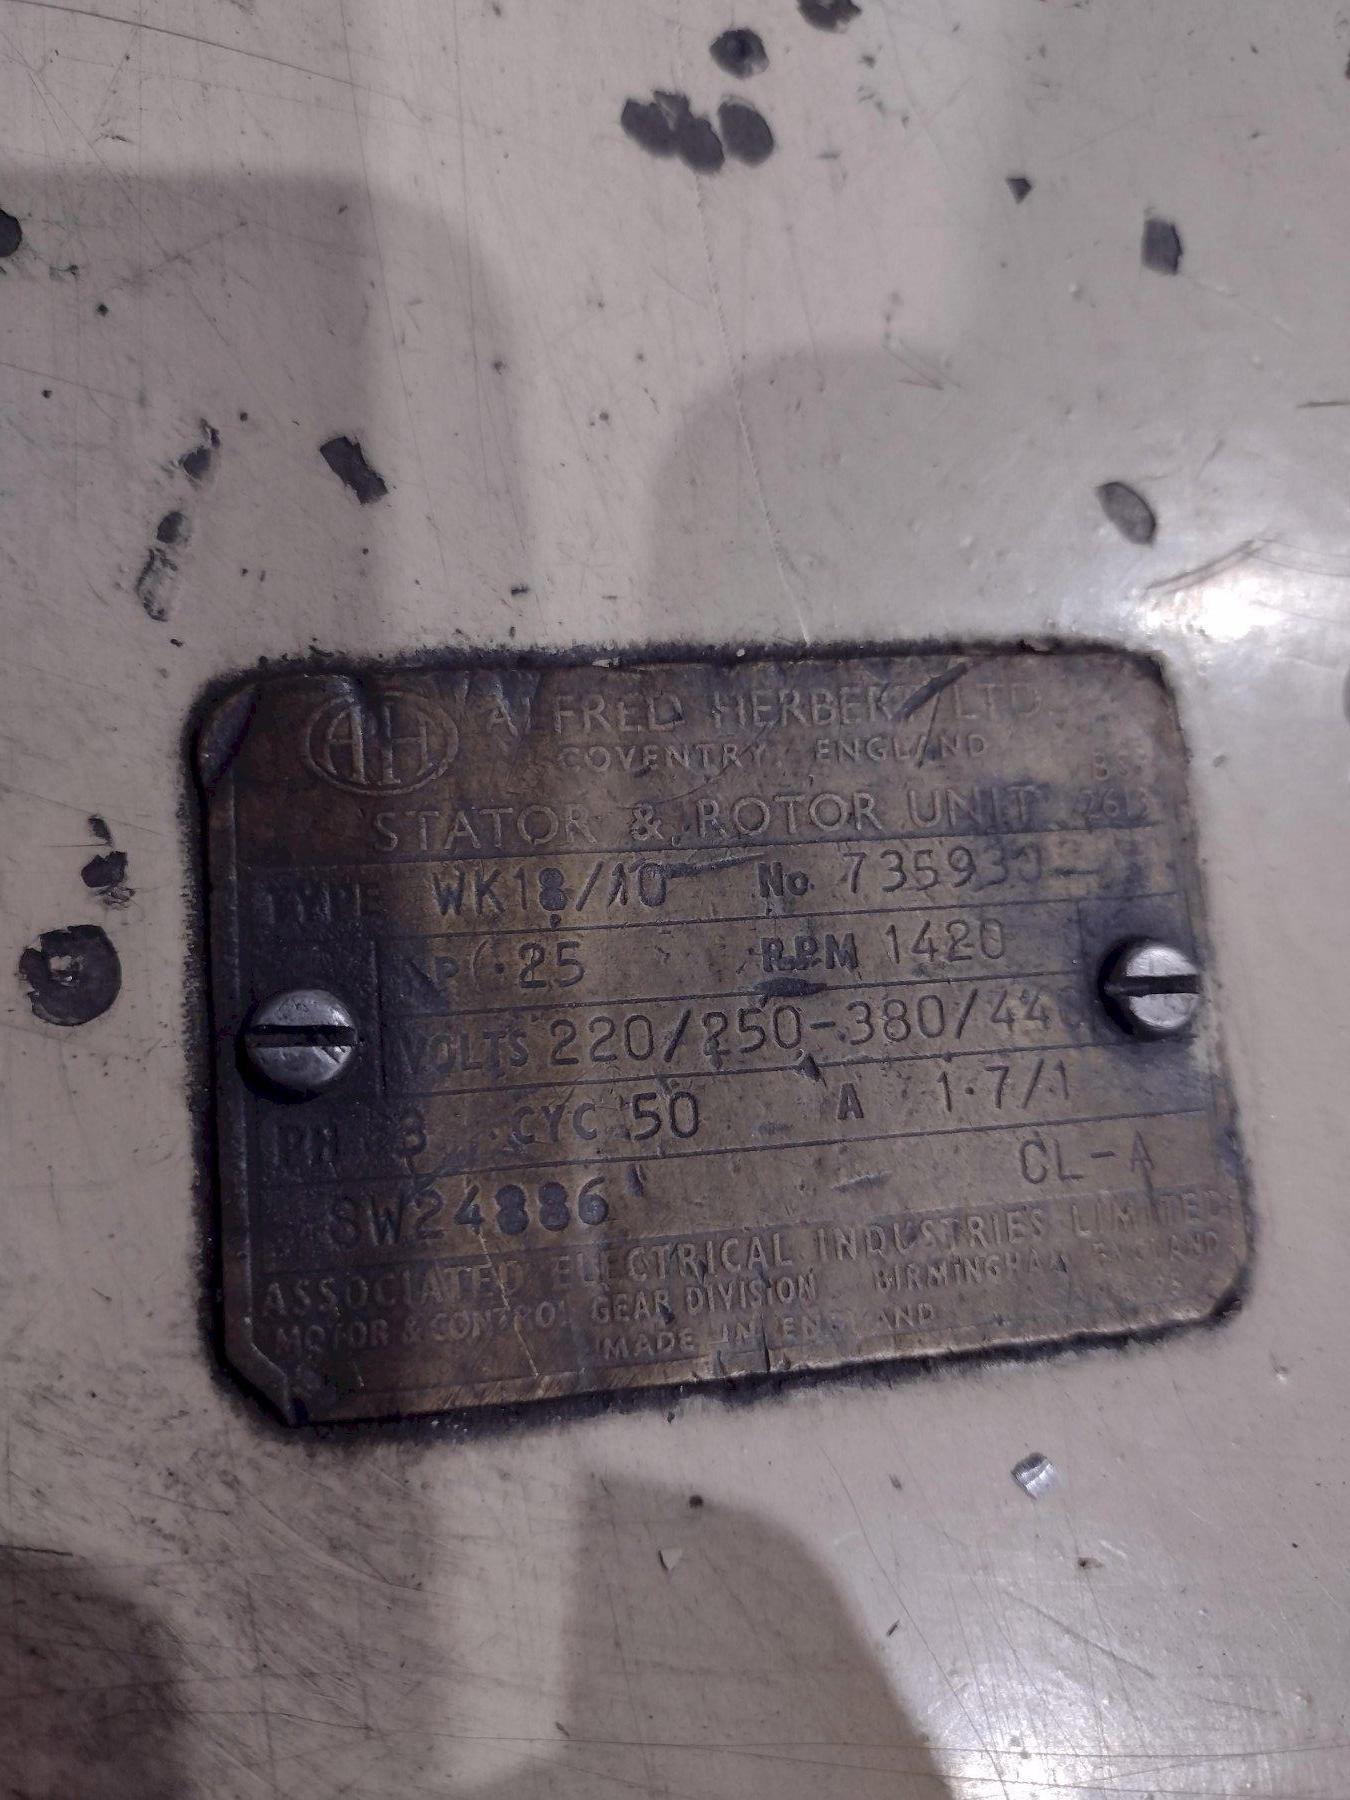 AH ALFRED HERBERT LTD
COVENTRY, ENGLAND
STATOR & ROTOR UNIT
TYPE WK18/10 No
HP ·25 RPM 1420
VOLTS 220/250-380/440
PH 3 CYC 50 A 1·7/1
SW24886 CL-A
ASSOCIATED ELECTRICAL INDUSTRIES LIMITED
MOTOR & CONTROL GEAR DIVISION BIRMINGHAM ENGLAND
MADE IN ENGLAND